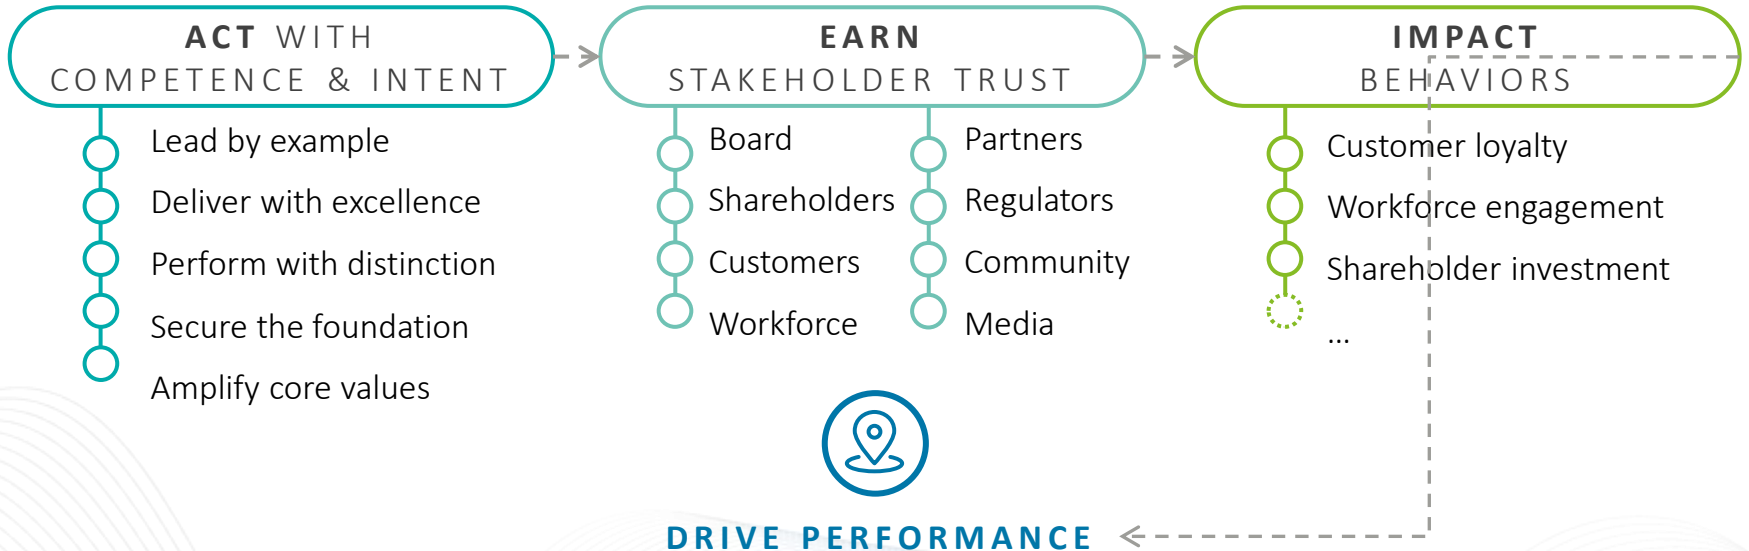 ACT WITH
COMPETENCE & INTENT
Lead by example
Deliver with excellence
Perform with distinction
Secure the foundation
Amplify core values
EARN
STAKEHOLDER TRUST
Board
Shareholders
Customers
Workforce
Partners
Regulators
Community
Media
IMPACT
BEHAVIORS
Customer loyalty
Workforce engagement
Shareholder investment
...
DRIVE PERFORMANCE